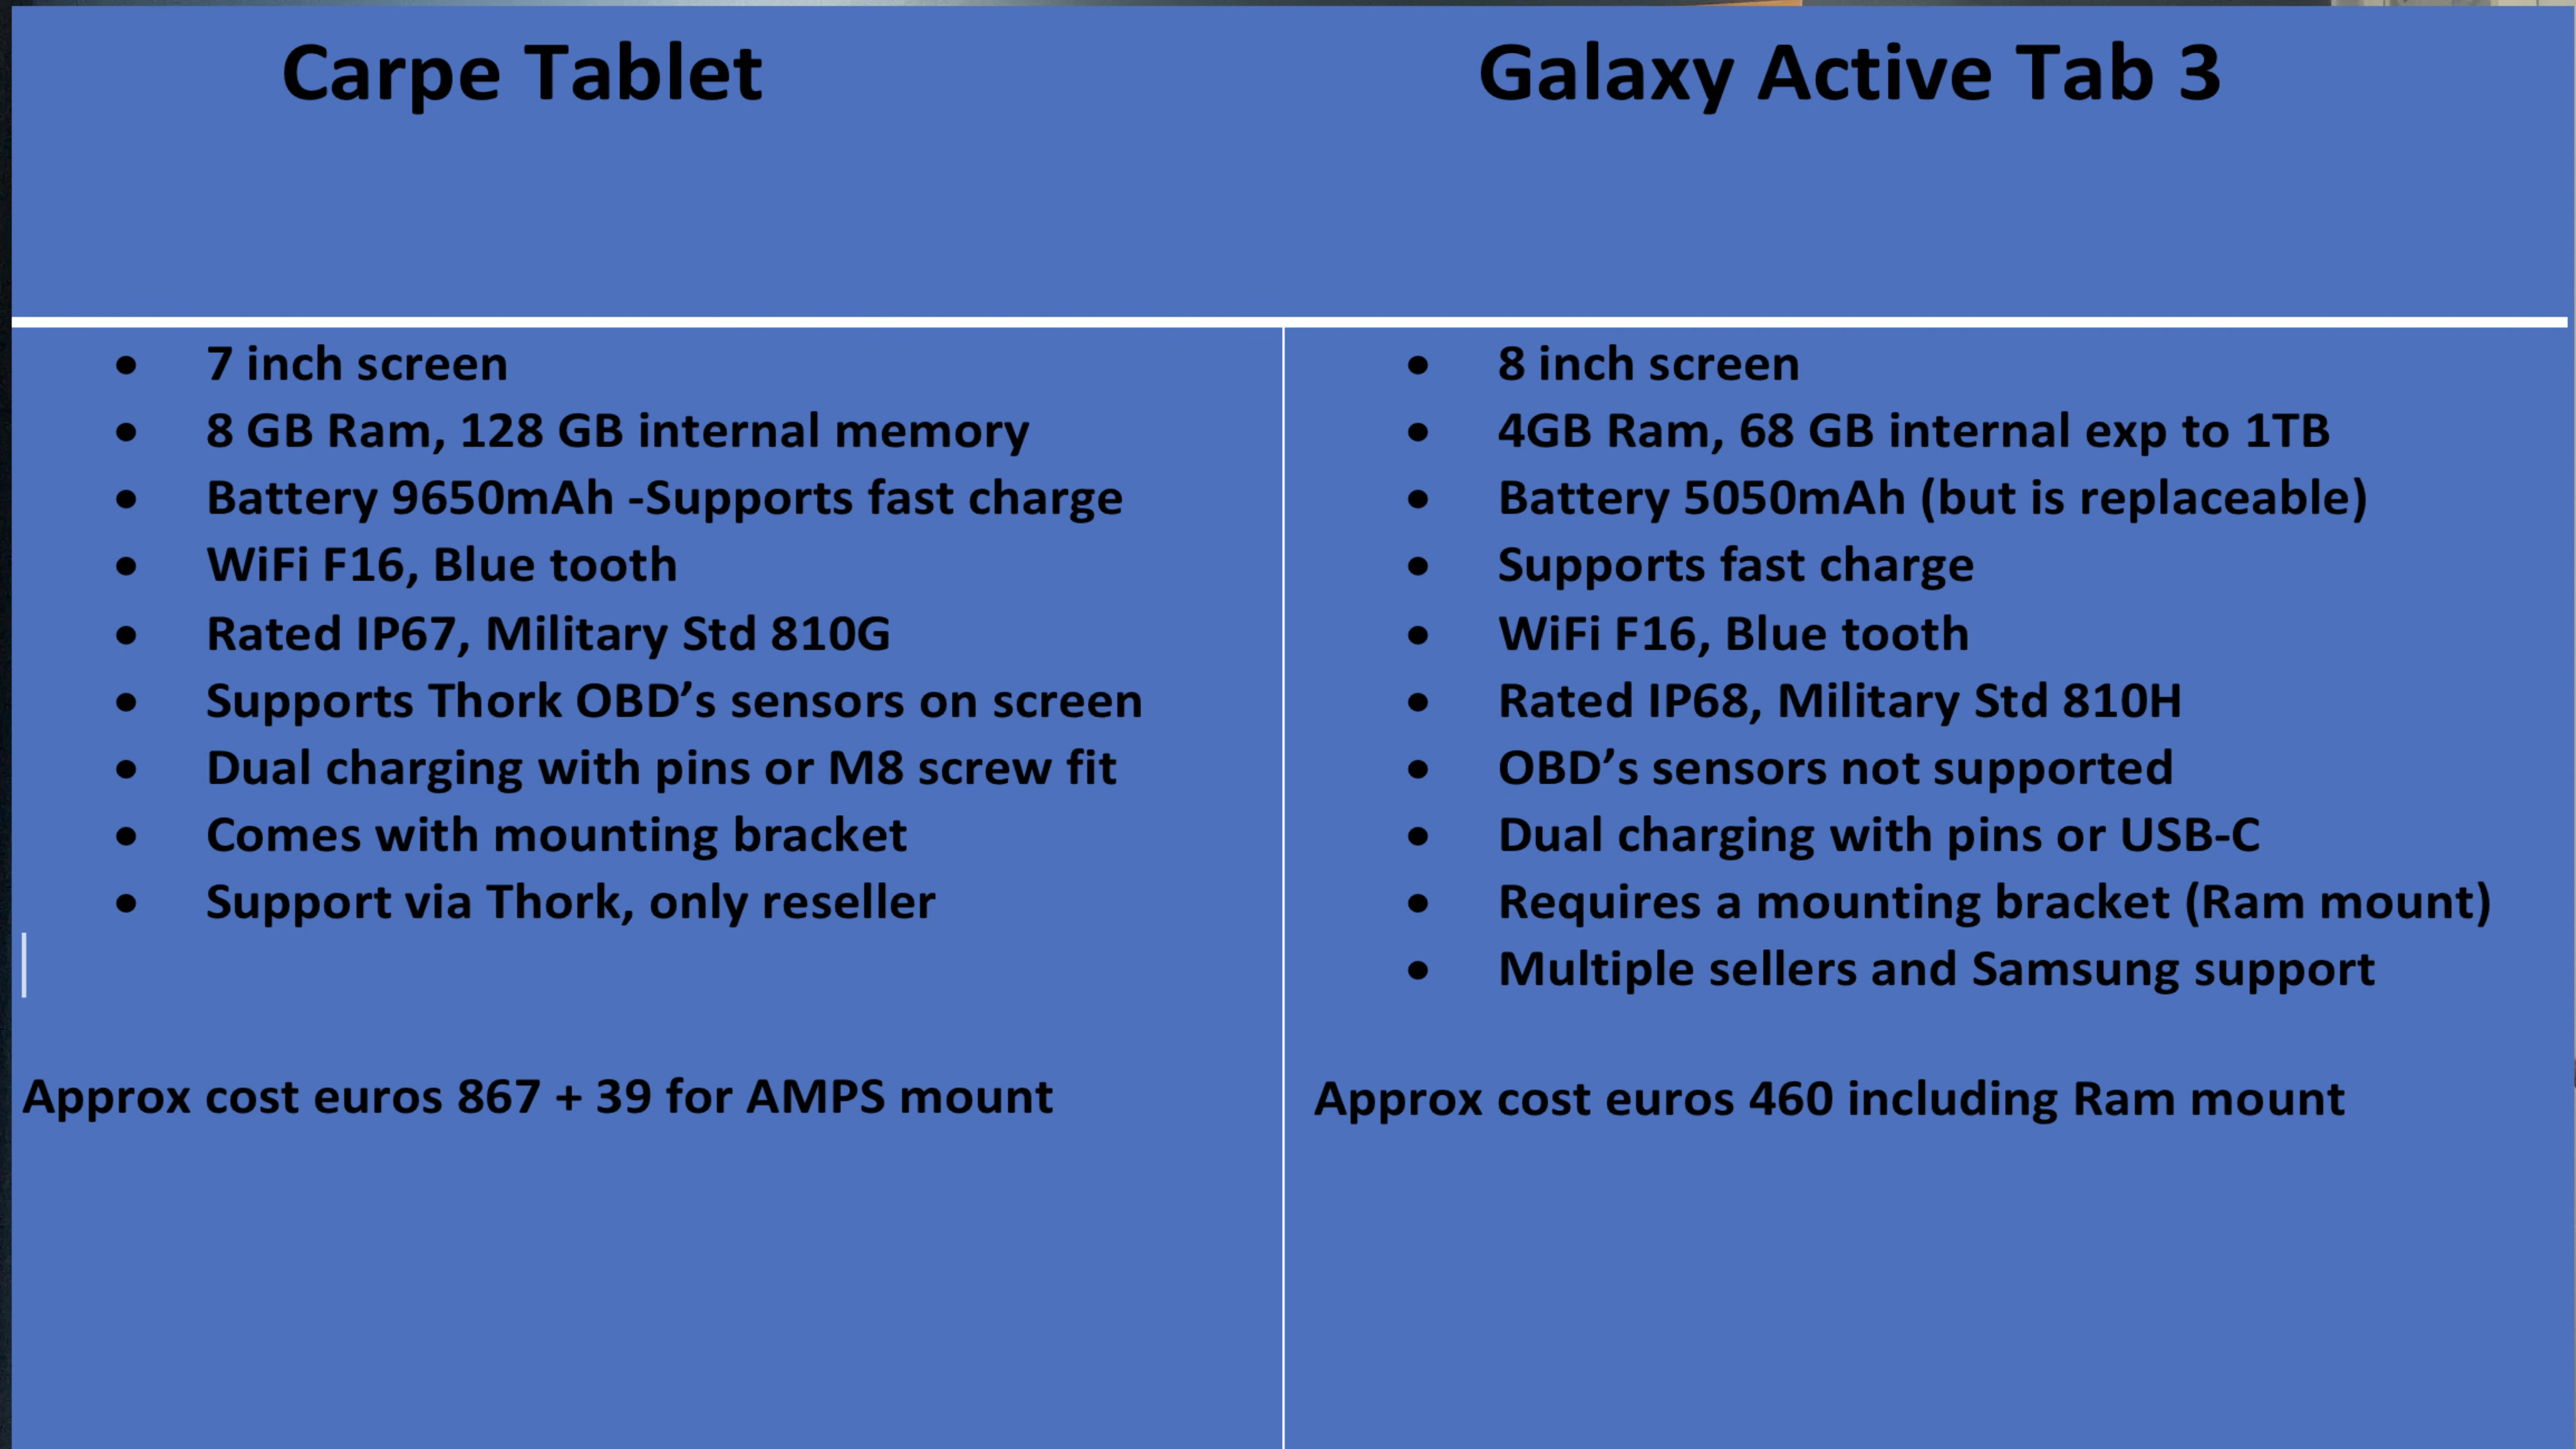 Carpe Tablet
Galaxy Active Tab 3
• 7 inch screen
• 8 GB Ram, 128 GB internal memory
• Battery 9650mAh -Supports fast charge
• WiFi F16, Blue tooth
• Rated IP67, Military Std 810G
• Supports Thork OBD’s sensors on screen
• Dual charging with pins or M8 screw fit
• Comes with mounting bracket
• Support via Thork, only reseller
Approx cost euros 867 + 39 for AMPS mount
• 8 inch screen
• 4GB Ram, 68 GB internal exp to 1TB
• Battery 5050mAh (but is replaceable)
• Supports fast charge
• WiFi F16, Blue tooth
• Rated IP68, Military Std 810H
• OBD’s sensors not supported
• Dual charging with pins or USB-C
• Requires a mounting bracket (Ram mount)
• Multiple sellers and Samsung support
Approx cost euros 460 including Ram mount